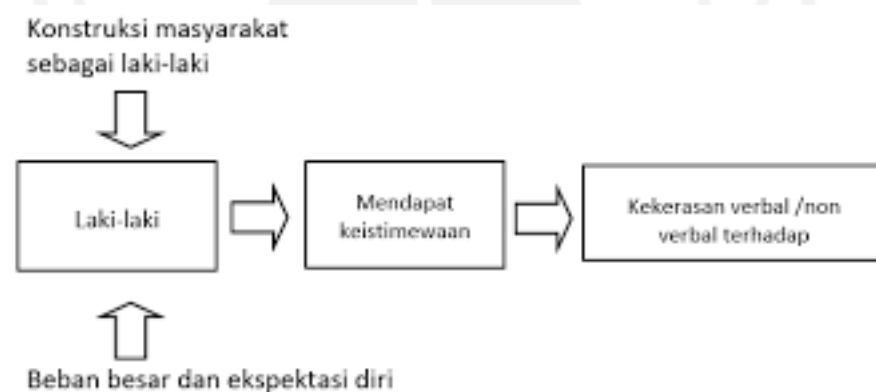 Konstruksi masyarakat
sebagai laki-laki
Laki-laki
Mendapat
keistimewaan
Kekerasan verbal /non
verbal terhadap
Beban besar dan ekspektasi diri